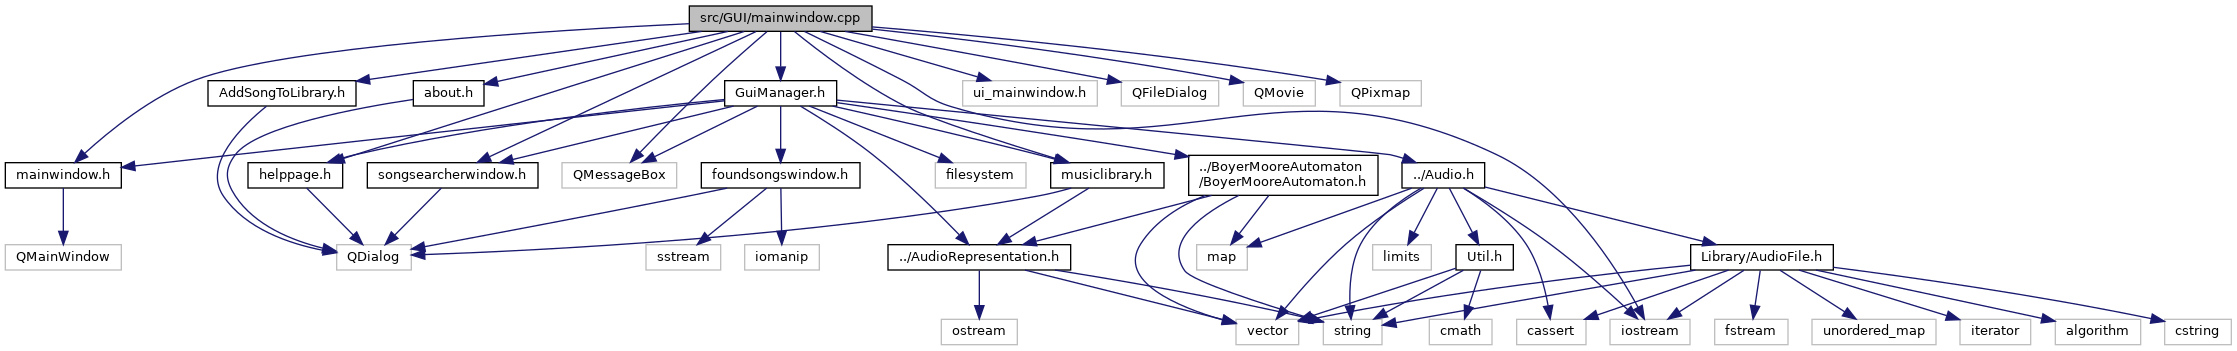 src/GUI/mainwindow.cpp
AddSongToLibrary.h
about.h
GuiManager.h
ui_mainwindow.h
QFileDialog
QMovie
QPixmap
mainwindow.h
helppage.h
songsearcherwindow.h
QMessageBox
foundsongswindow.h
filesystem
musiclibrary.h
../BoyerMooreAutomaton
/BoyerMooreAutomaton.h
../Audio.h
QMainWindow
QDialog
sstream
iomanip
../AudioRepresentation.h
map
limits
Util.h
Library/AudioFile.h
ostream
vector
string
cmath
cassert
iostream
fstream
unordered_map
iterator
algorithm
cstring